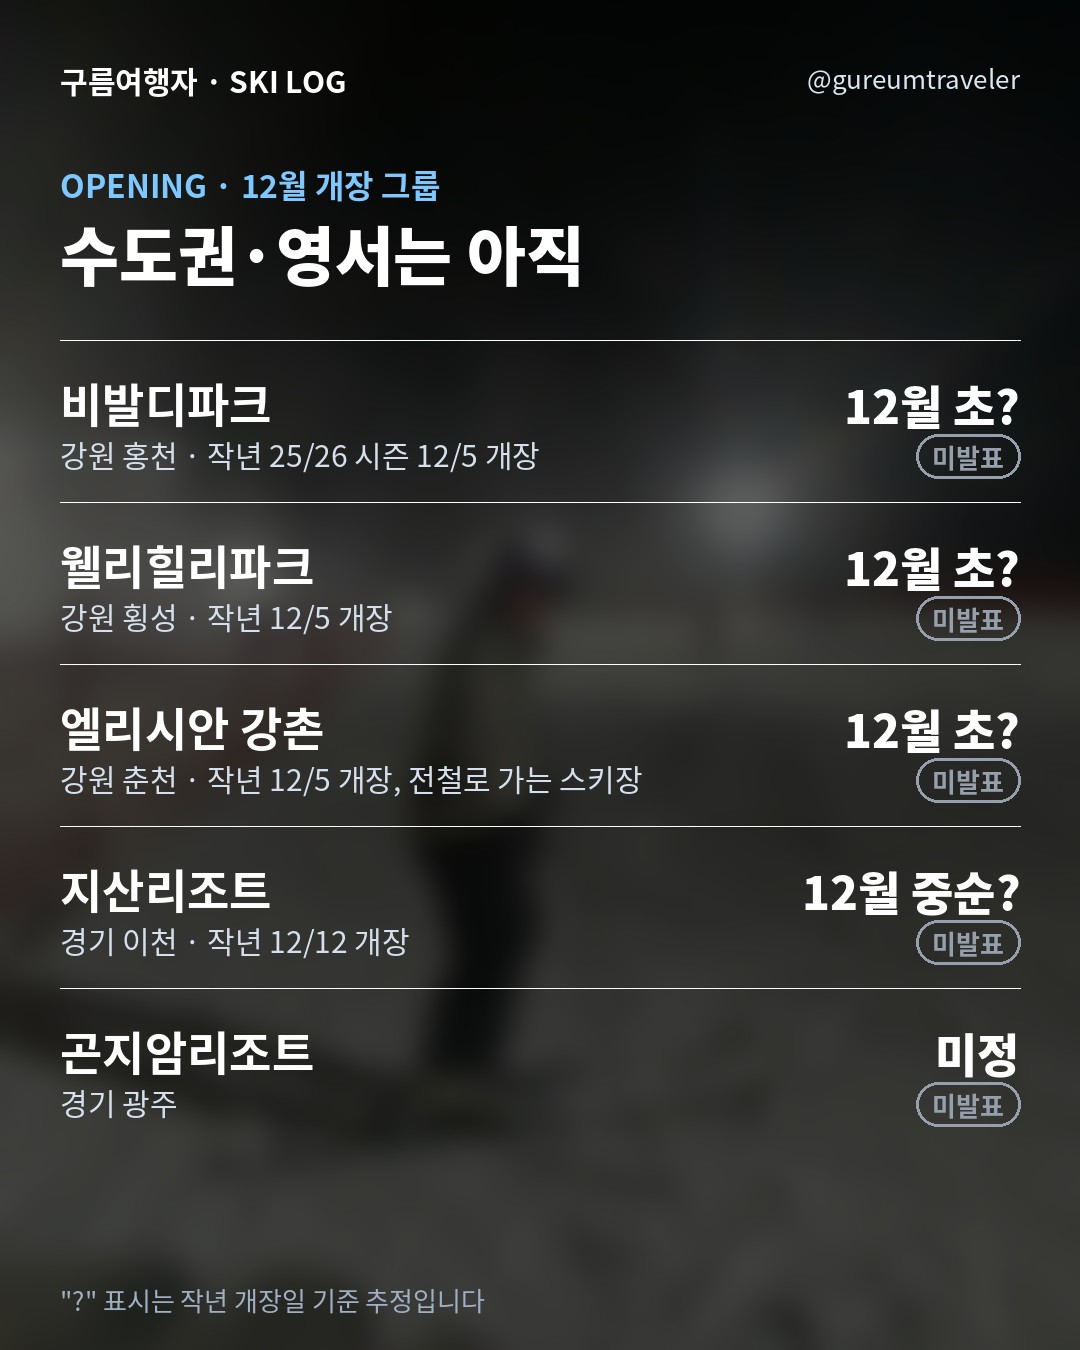 구름여행자 · SKI LOG
@gureumtraveler
OPENING · 12월 개장 그룹
수도권·영서는 아직
비발디파크
12월 초?
강원 홍천 · 작년 25/26 시즌 12/5 개장
미발표
웰리힐리파크
12월 초?
강원 횡성 · 작년 12/5 개장
미발표
엘리시안 강촌
12월 초?
강원 춘천 · 작년 12/5 개장, 전철로 가는 스키장
미발표
지산리조트
12월 중순?
경기 이천 · 작년 12/12 개장
미발표
곤지암리조트
미정
경기 광주
미발표
"?" 표시는 작년 개장일 기준 추정입니다